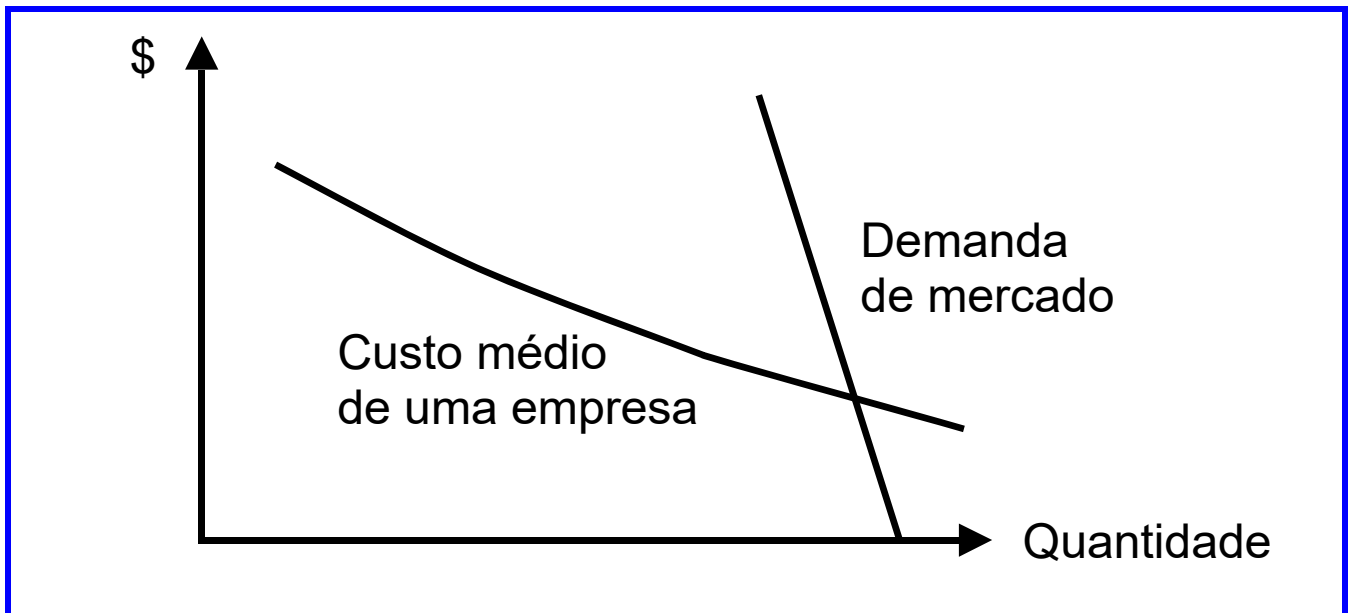 $
Demanda
de mercado
Custo médio
de uma empresa
Quantidade